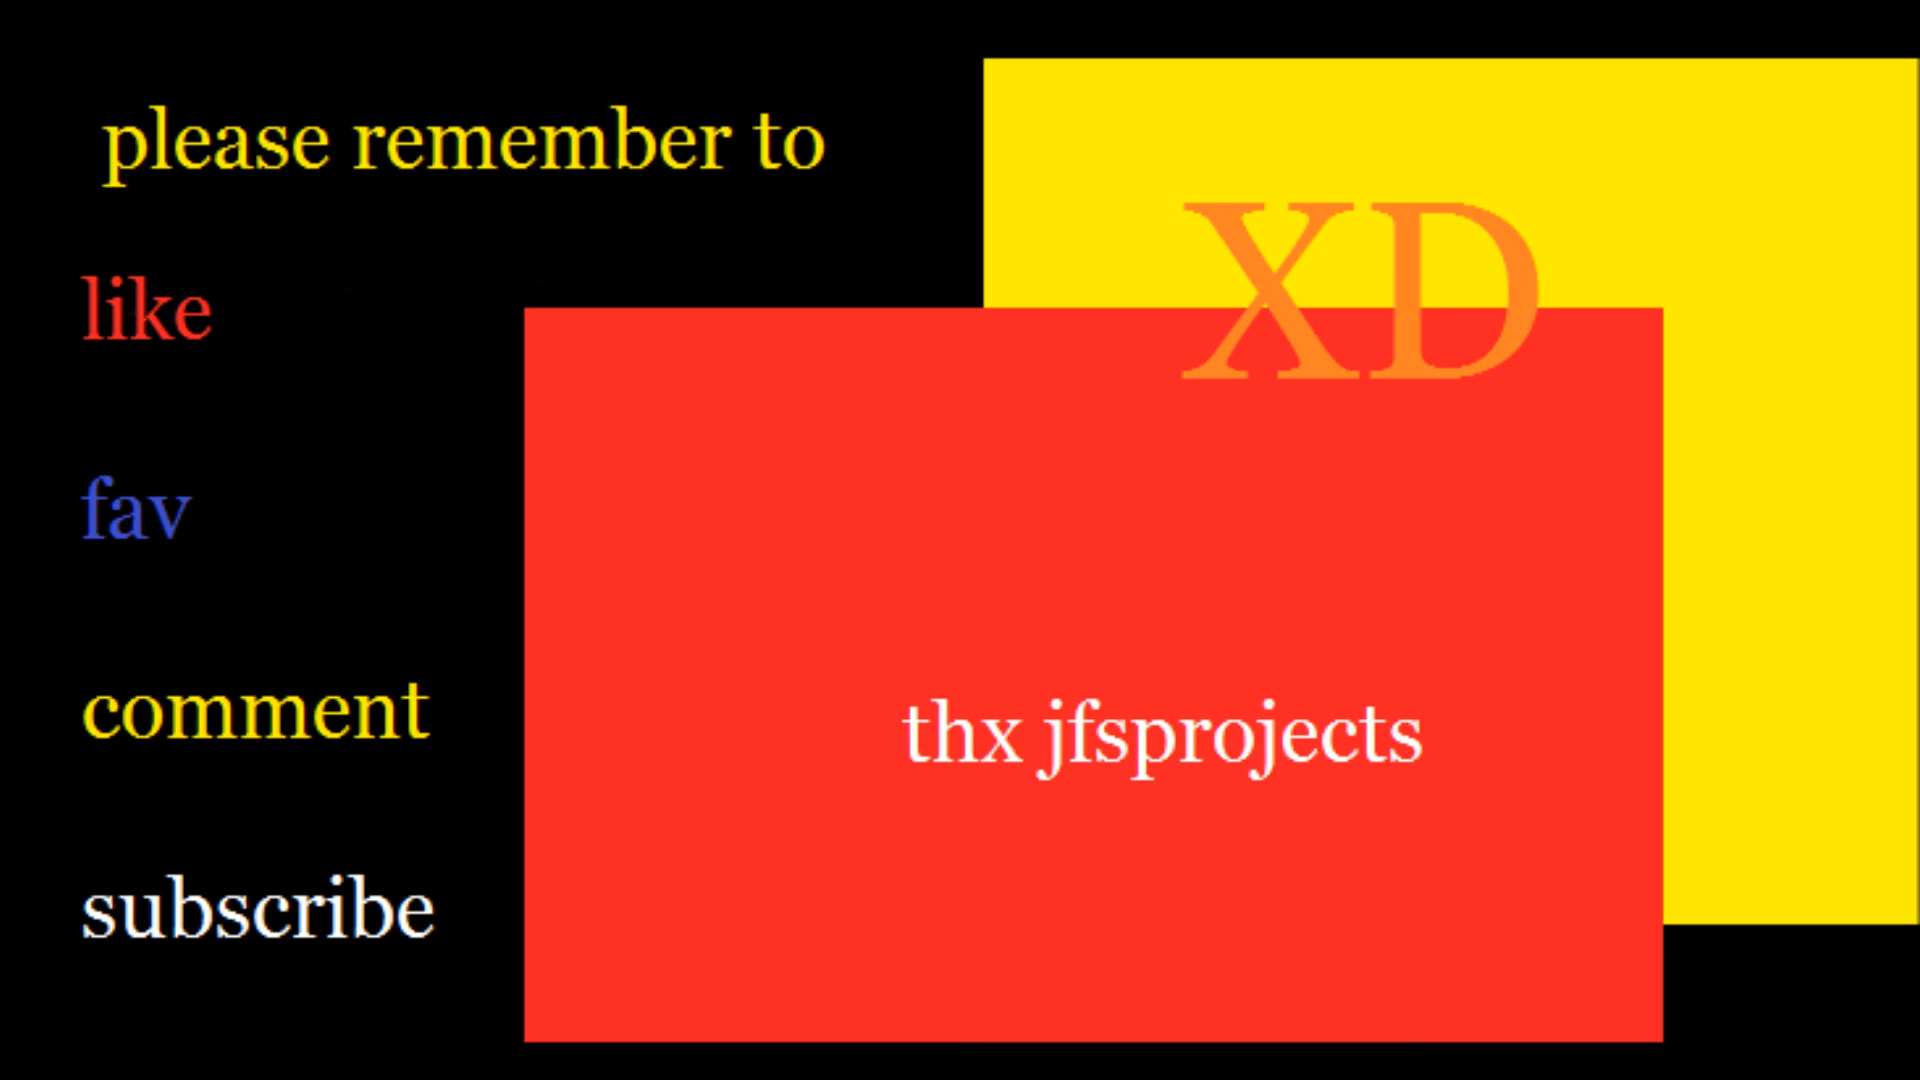 please remember to
XD
like
fav
comment
thx jfsprojects
subscribe